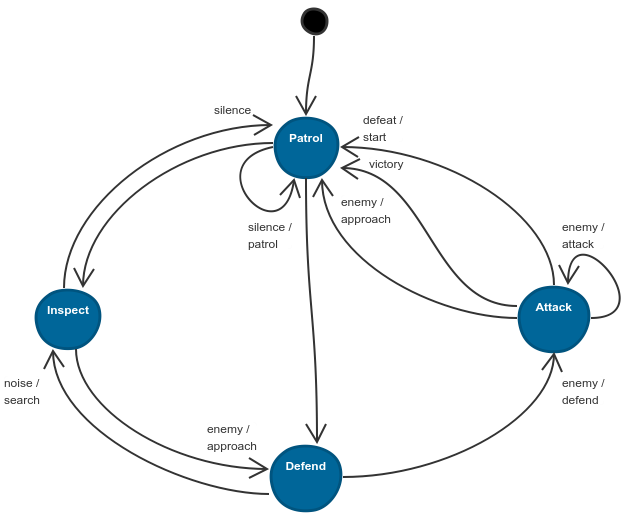 silence
defeat /
start
Patrol
victory
enemy /
approach
silence /
patrol
enemy /
attack
Inspect
Attack
noise /
search
enemy /
defend
enemy /
approach
Defend